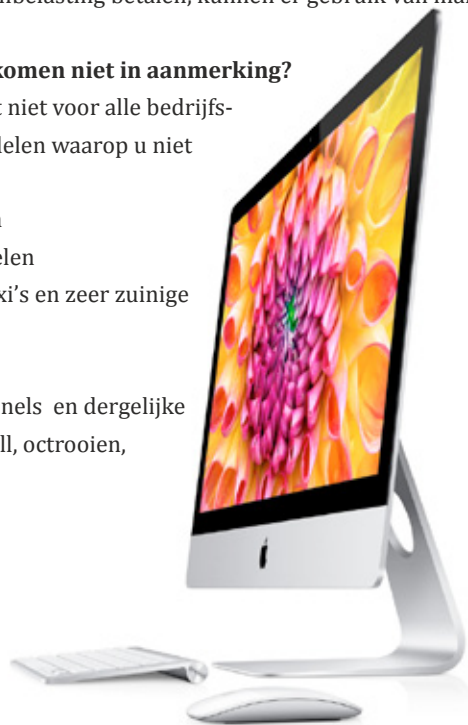 nbelasting betalen, kunnen er gebruik van ma
komen niet in aanmerking?
t niet voor alle bedrijfs-
delen waarop u niet
n
elen
xi’s en zeer zuinige
nels en dergelijke
ll, octrooien,